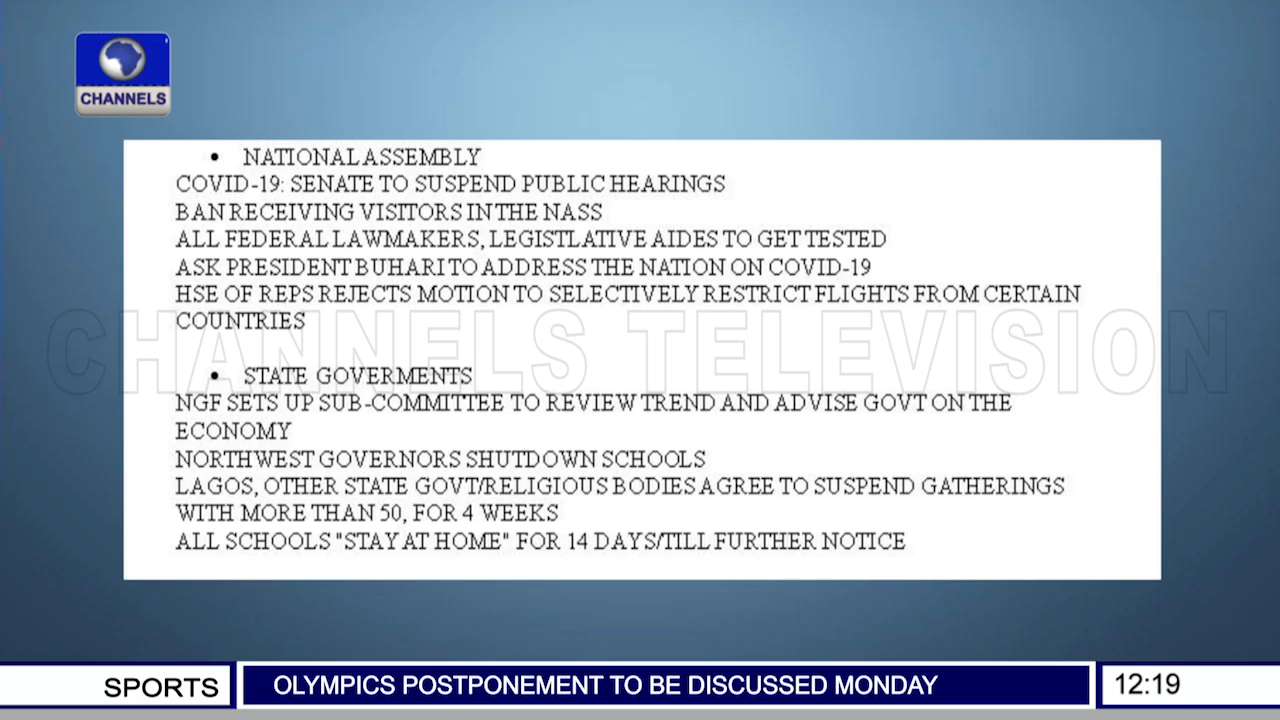 CHANNELS
• NATIONAL ASSEMBLY
COVID-19: SENATE TO SUSPEND PUBLIC HEARINGS
BAN RECEIVING VISITORS IN THE NASS
ALL FEDERAL LAWMAKERS, LEGISTLATIVE AIDES TO GET TESTED
ASK PRESIDENT BUHARI TO ADDRESS THE NATION ON COVID-19
HSE OF REPS REJECTS MOTION TO SELECTIVELY RESTRICT FLIGHTS FROM CERTAIN
COUNTRIES
CHANNELS TELEVISION
• STATE GOVERMENTS
NGF SETS UP SUB-COMMITTEE TO REVIEW TREND AND ADVISE GOVT ON THE
ECONOMY
NORTHWEST GOVERNORS SHUTDOWN SCHOOLS
LAGOS, OTHER STATE GOVT/RELIGIOUS BODIES AGREE TO SUSPEND GATHERINGS
WITH MORE THAN 50, FOR 4 WEEKS
ALL SCHOOLS "STAY AT HOME" FOR 14 DAYS/TILL FURTHER NOTICE
SPORTS
OLYMPICS POSTPONEMENT TO BE DISCUSSED MONDAY
12:19